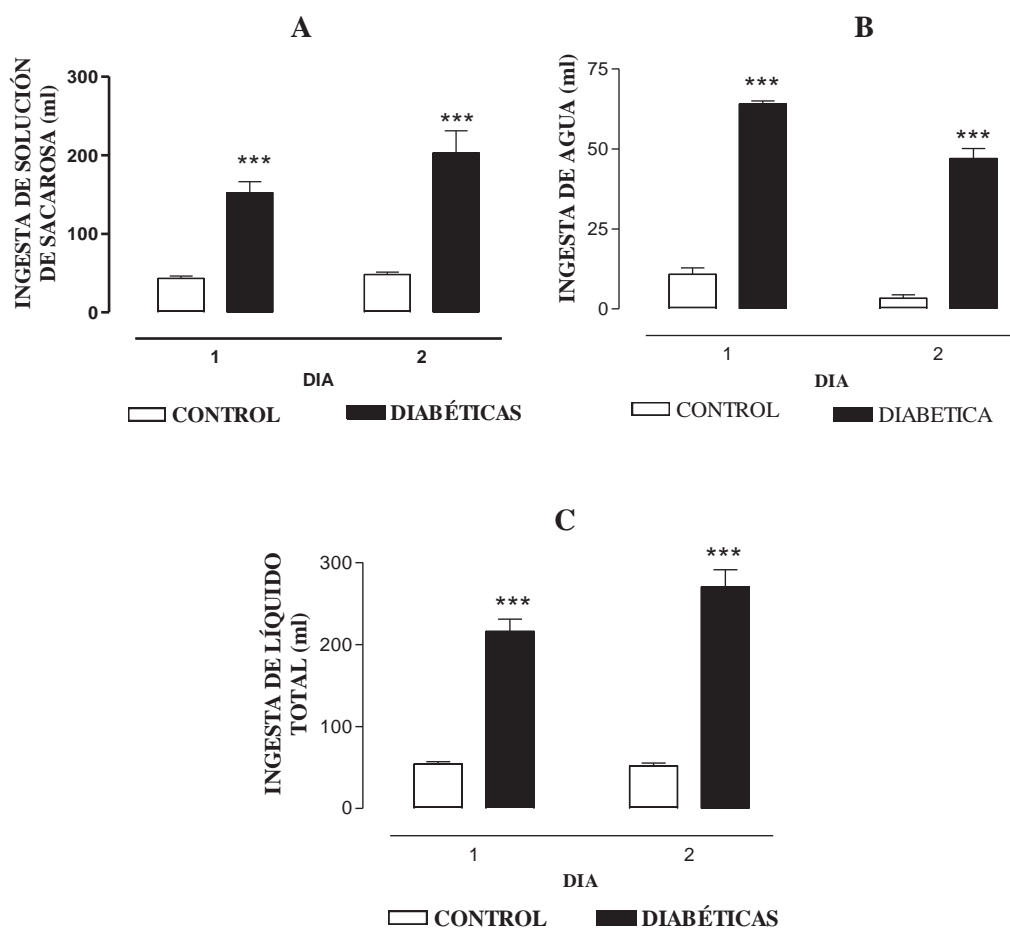 A
INGESTA DE SOLUCIÓN
DE SACAROSA (ml)
300
200
100
0
***
***
1
2
DIA
CONTROL
DIABÉTICAS
B
INGESTA DE AGUA (ml)
75
50
25
0
***
***
1
2
DIA
CONTROL
DIABETICA
C
INGESTA DE LÍQUIDO
TOTAL (ml)
300
200
100
0
***
***
1
2
DIA
CONTROL
DIABÉTICAS